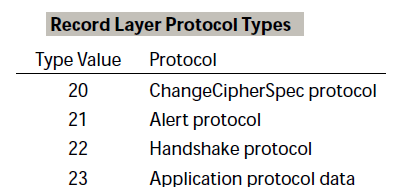 Record Layer Protocol Types
Type Value Protocol
20 ChangeCipherSpec protocol
21 Alert protocol
22 Handshake protocol
23 Application protocol data